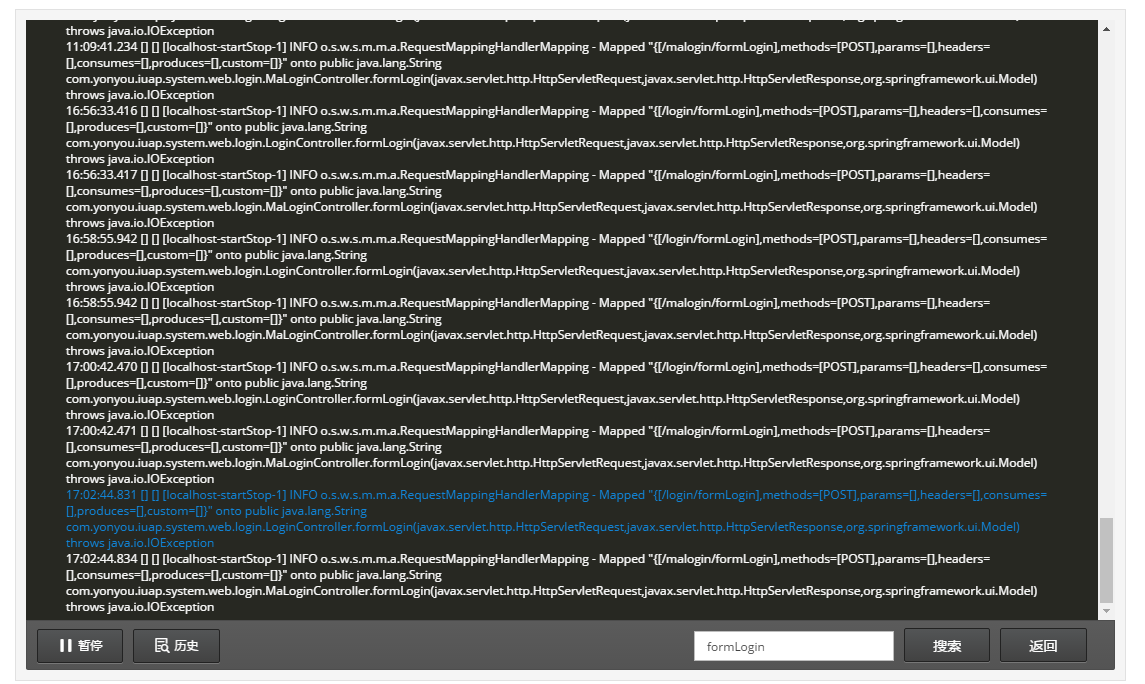 throws java.io.IOException
11:09:41.234 [] [] [localhost-startStop-1] INFO o.s.w.s.m.m.a.RequestMappingHandlerMapping - Mapped "{[/malogin/formLogin],methods=[POST],params=[],headers=
[],consumes=[],produces=[],custom=[]}" onto public java.lang.String
com.yonyou.iuap.system.web.login.MaLoginController.formLogin(javax.servlet.http.HttpServletRequest,javax.servlet.http.HttpServletResponse,org.springframework.ui.Model)
throws java.io.IOException
16:56:33.416 [] [] [localhost-startStop-1] INFO o.s.w.s.m.m.a.RequestMappingHandlerMapping - Mapped "{[/login/formLogin],methods=[POST],params=[],headers=[],consumes=
[],produces=[],custom=[]}" onto public java.lang.String
com.yonyou.iuap.system.web.login.LoginController.formLogin(javax.servlet.http.HttpServletRequest,javax.servlet.http.HttpServletResponse,org.springframework.ui.Model)
throws java.io.IOException
16:56:33.417 [] [] [localhost-startStop-1] INFO o.s.w.s.m.m.a.RequestMappingHandlerMapping - Mapped "{[/malogin/formLogin],methods=[POST],params=[],headers=
[],consumes=[],produces=[],custom=[]}" onto public java.lang.String
com.yonyou.iuap.system.web.login.MaLoginController.formLogin(javax.servlet.http.HttpServletRequest,javax.servlet.http.HttpServletResponse,org.springframework.ui.Model)
throws java.io.IOException
16:58:55.942 [] [] [localhost-startStop-1] INFO o.s.w.s.m.m.a.RequestMappingHandlerMapping - Mapped "{[/login/formLogin],methods=[POST],params=[],headers=[],consumes=
[],produces=[],custom=[]}" onto public java.lang.String
com.yonyou.iuap.system.web.login.LoginController.formLogin(javax.servlet.http.HttpServletRequest,javax.servlet.http.HttpServletResponse,org.springframework.ui.Model)
throws java.io.IOException
16:58:55.942 [] [] [localhost-startStop-1] INFO o.s.w.s.m.m.a.RequestMappingHandlerMapping - Mapped "{[/malogin/formLogin],methods=[POST],params=[],headers=
[],consumes=[],produces=[],custom=[]}" onto public java.lang.String
com.yonyou.iuap.system.web.login.MaLoginController.formLogin(javax.servlet.http.HttpServletRequest,javax.servlet.http.HttpServletResponse,org.springframework.ui.Model)
throws java.io.IOException
17:00:42.470 [] [] [localhost-startStop-1] INFO o.s.w.s.m.m.a.RequestMappingHandlerMapping - Mapped "{[/login/formLogin],methods=[POST],params=[],headers=[],consumes=
[],produces=[],custom=[]}" onto public java.lang.String
com.yonyou.iuap.system.web.login.LoginController.formLogin(javax.servlet.http.HttpServletRequest,javax.servlet.http.HttpServletResponse,org.springframework.ui.Model)
throws java.io.IOException
17:00:42.471 [] [] [localhost-startStop-1] INFO o.s.w.s.m.m.a.RequestMappingHandlerMapping - Mapped "{[/malogin/formLogin],methods=[POST],params=[],headers=
[],consumes=[],produces=[],custom=[]}" onto public java.lang.String
com.yonyou.iuap.system.web.login.MaLoginController.formLogin(javax.servlet.http.HttpServletRequest,javax.servlet.http.HttpServletResponse,org.springframework.ui.Model)
throws java.io.IOException
17:02:44.831 [] [] [localhost-startStop-1] INFO o.s.w.s.m.m.a.RequestMappingHandlerMapping - Mapped "{[/login/formLogin],methods=[POST],params=[],headers=[],consumes=
[],produces=[],custom=[]}" onto public java.lang.String
com.yonyou.iuap.system.web.login.LoginController.formLogin(javax.servlet.http.HttpServletRequest,javax.servlet.http.HttpServletResponse,org.springframework.ui.Model)
throws java.io.IOException
17:02:44.834 [] [] [localhost-startStop-1] INFO o.s.w.s.m.m.a.RequestMappingHandlerMapping - Mapped "{[/malogin/formLogin],methods=[POST],params=[],headers=
[],consumes=[],produces=[],custom=[]}" onto public java.lang.String
com.yonyou.iuap.system.web.login.MaLoginController.formLogin(javax.servlet.http.HttpServletRequest,javax.servlet.http.HttpServletResponse,org.springframework.ui.Model)
throws java.io.IOException
暂停 历史 formLogin 搜索 返回